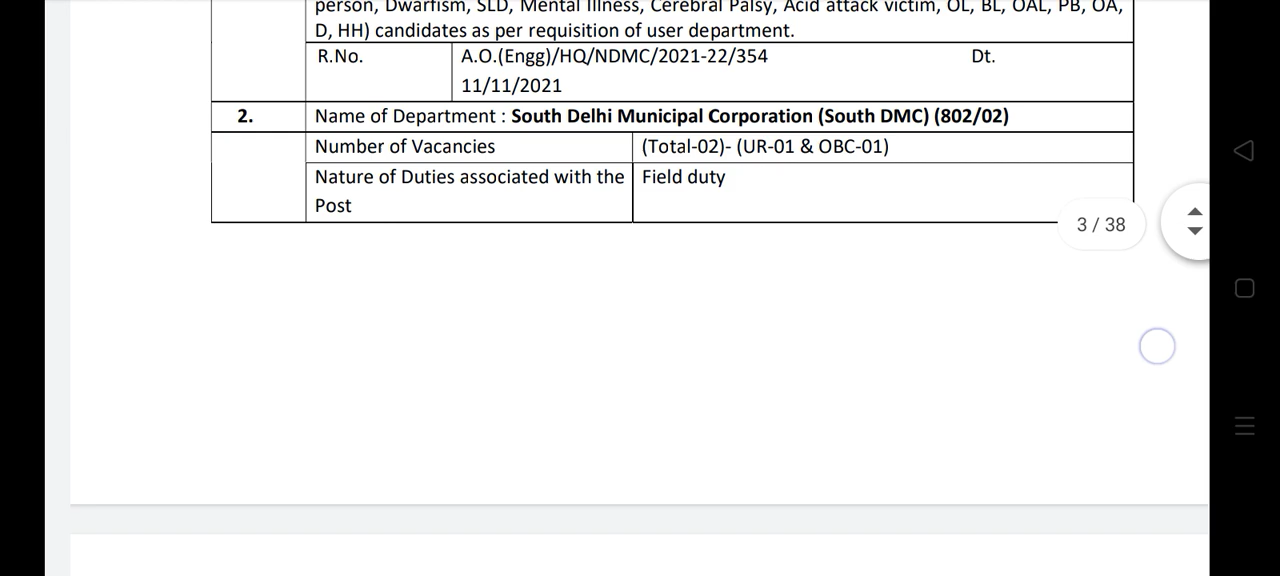 person, Dwarfism, SLD, Mental Illness, Cerebral Palsy, Acid attack victim, OL, BL, OAL, PB, OA,
D, HH) candidates as per requisition of user department.
R.No. A.O.(Engg)/HQ/NDMC/2021-22/354 Dt.
11/11/2021
2. Name of Department : South Delhi Municipal Corporation (South DMC) (802/02)
Number of Vacancies (Total-02)- (UR-01 & OBC-01)
Nature of Duties associated with the Field duty
Post
3 / 38